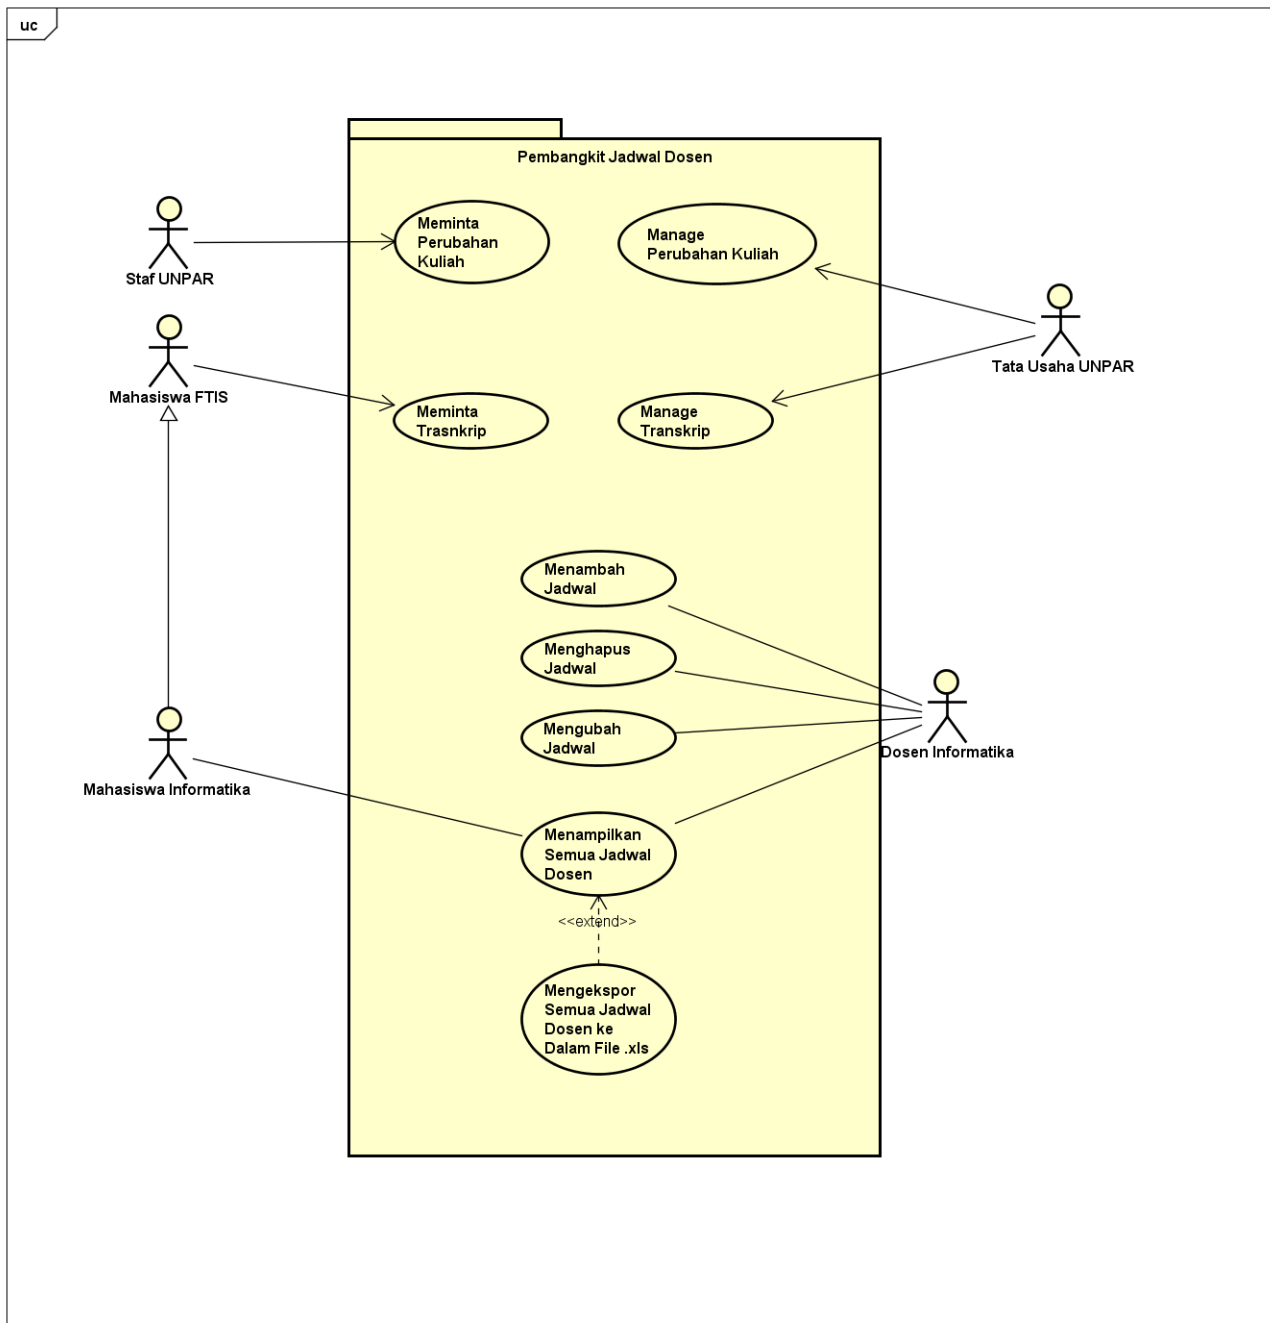 uc
Pembangkit Jadwal Dosen
Meminta
Perubahan
Kuliah
Manage
Perubahan Kuliah
Staf UNPAR
Tata Usaha UNPAR
Mahasiswa FTIS
Meminta
Trasnkrip
Manage
Transkrip
Menambah
Jadwal
Menghapus
Jadwal
Mengubah
Jadwal
Dosen Informatika
Mahasiswa Informatika
Menampilkan
Semua Jadwal
Dosen
<<extend>>
Mengekspor
Semua Jadwal
Dosen ke
Dalam File .xls